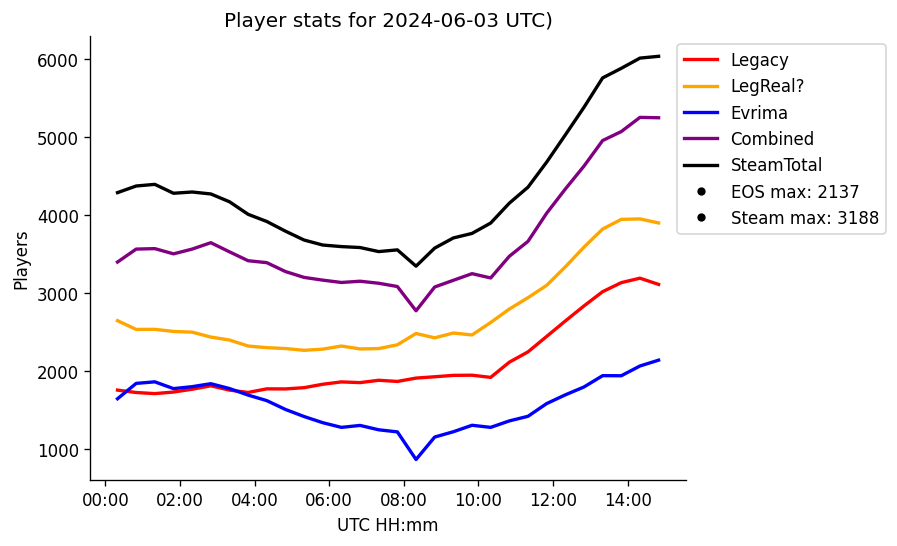 Player stats for 2024-06-03 UTC)
6000
5000
4000
3000
2000
1000
Players
00:00 02:00 04:00 06:00 08:00 10:00 12:00 14:00
UTC HH:mm
Legacy
LegReal?
Evrima
Combined
SteamTotal
EOS max: 2137
Steam max: 3188